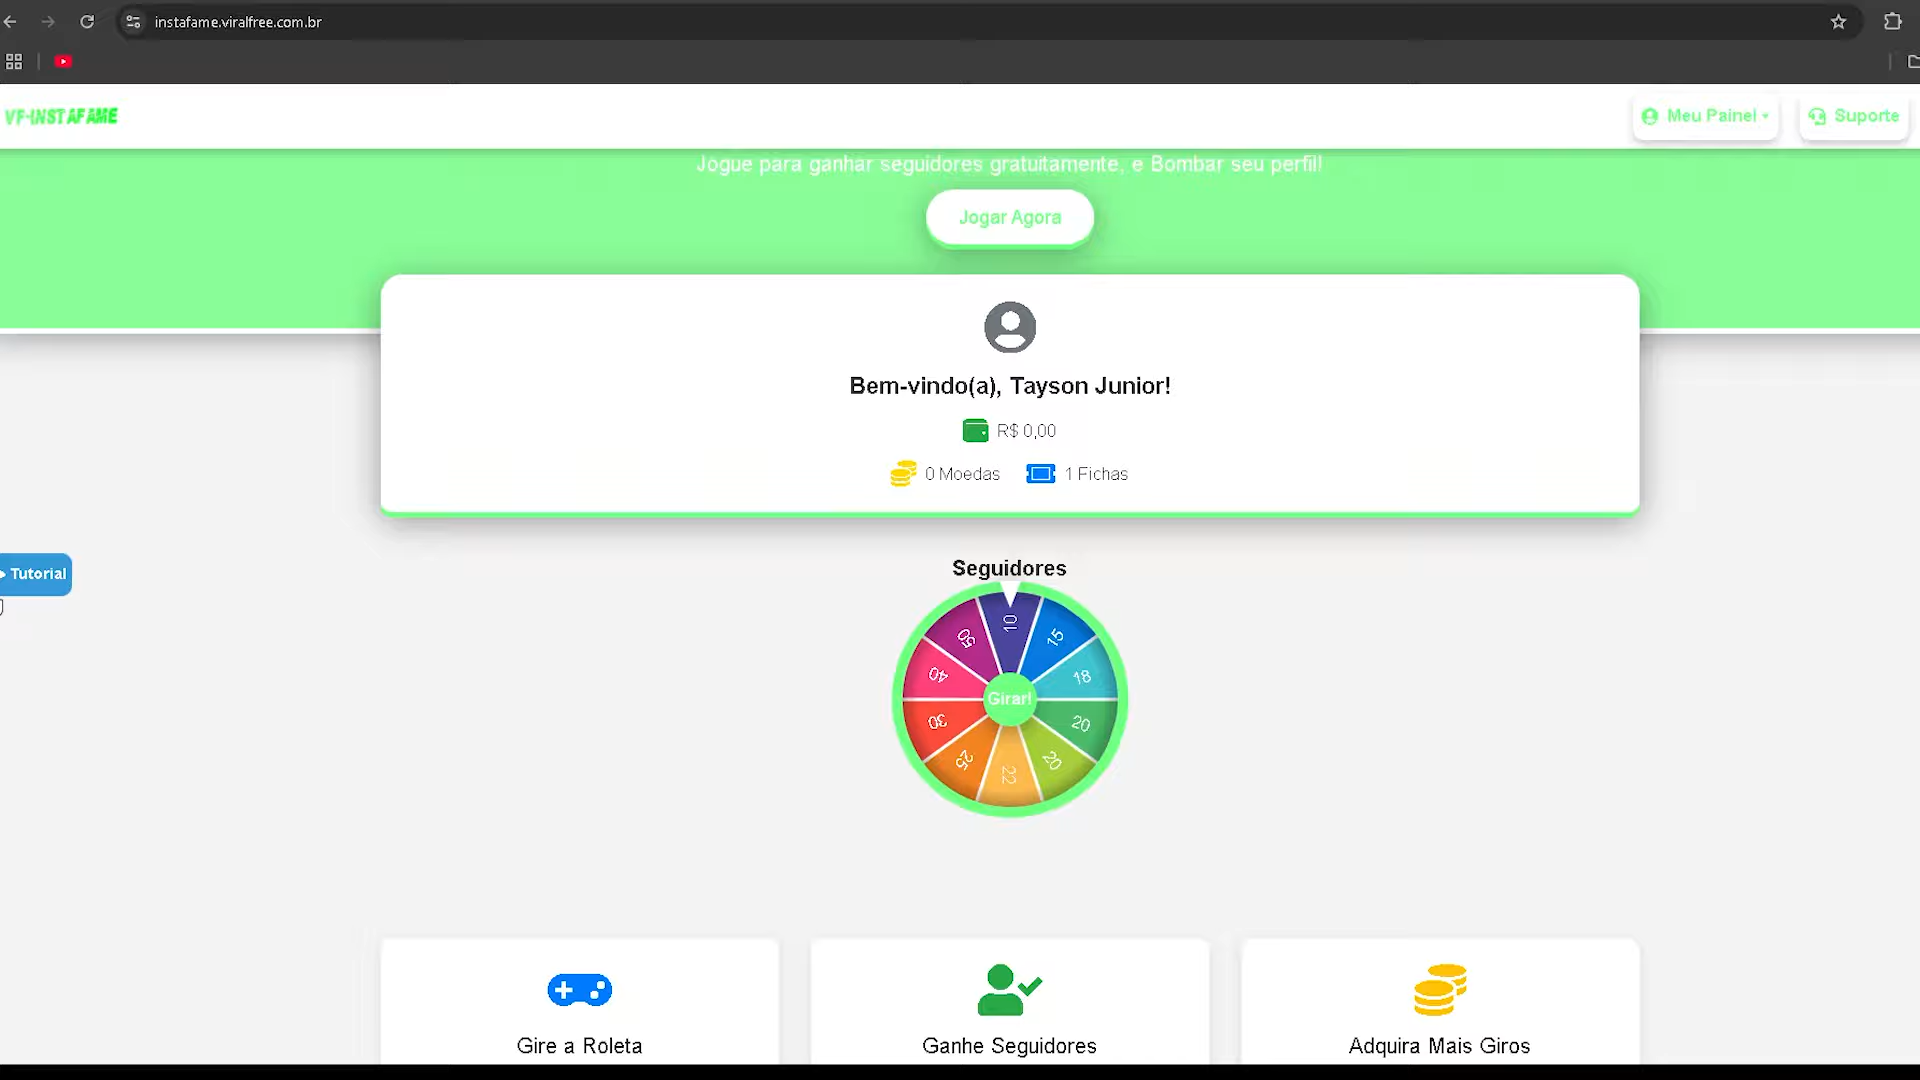 instafame.viralfree.com.br
VF-INSTAFAME
Meu Painel
Suporte
Jogue para ganhar seguidores gratuitamente, e Bombar seu perfil!
Jogar Agora
Bem-vindo(a), Tayson Junior!
R$ 0,00
0 Moedas
1 Fichas
Tutorial
Seguidores
10
15
18
20
20
22
25
30
40
50
Girar!
Gire a Roleta
Ganhe Seguidores
Adquira Mais Giros